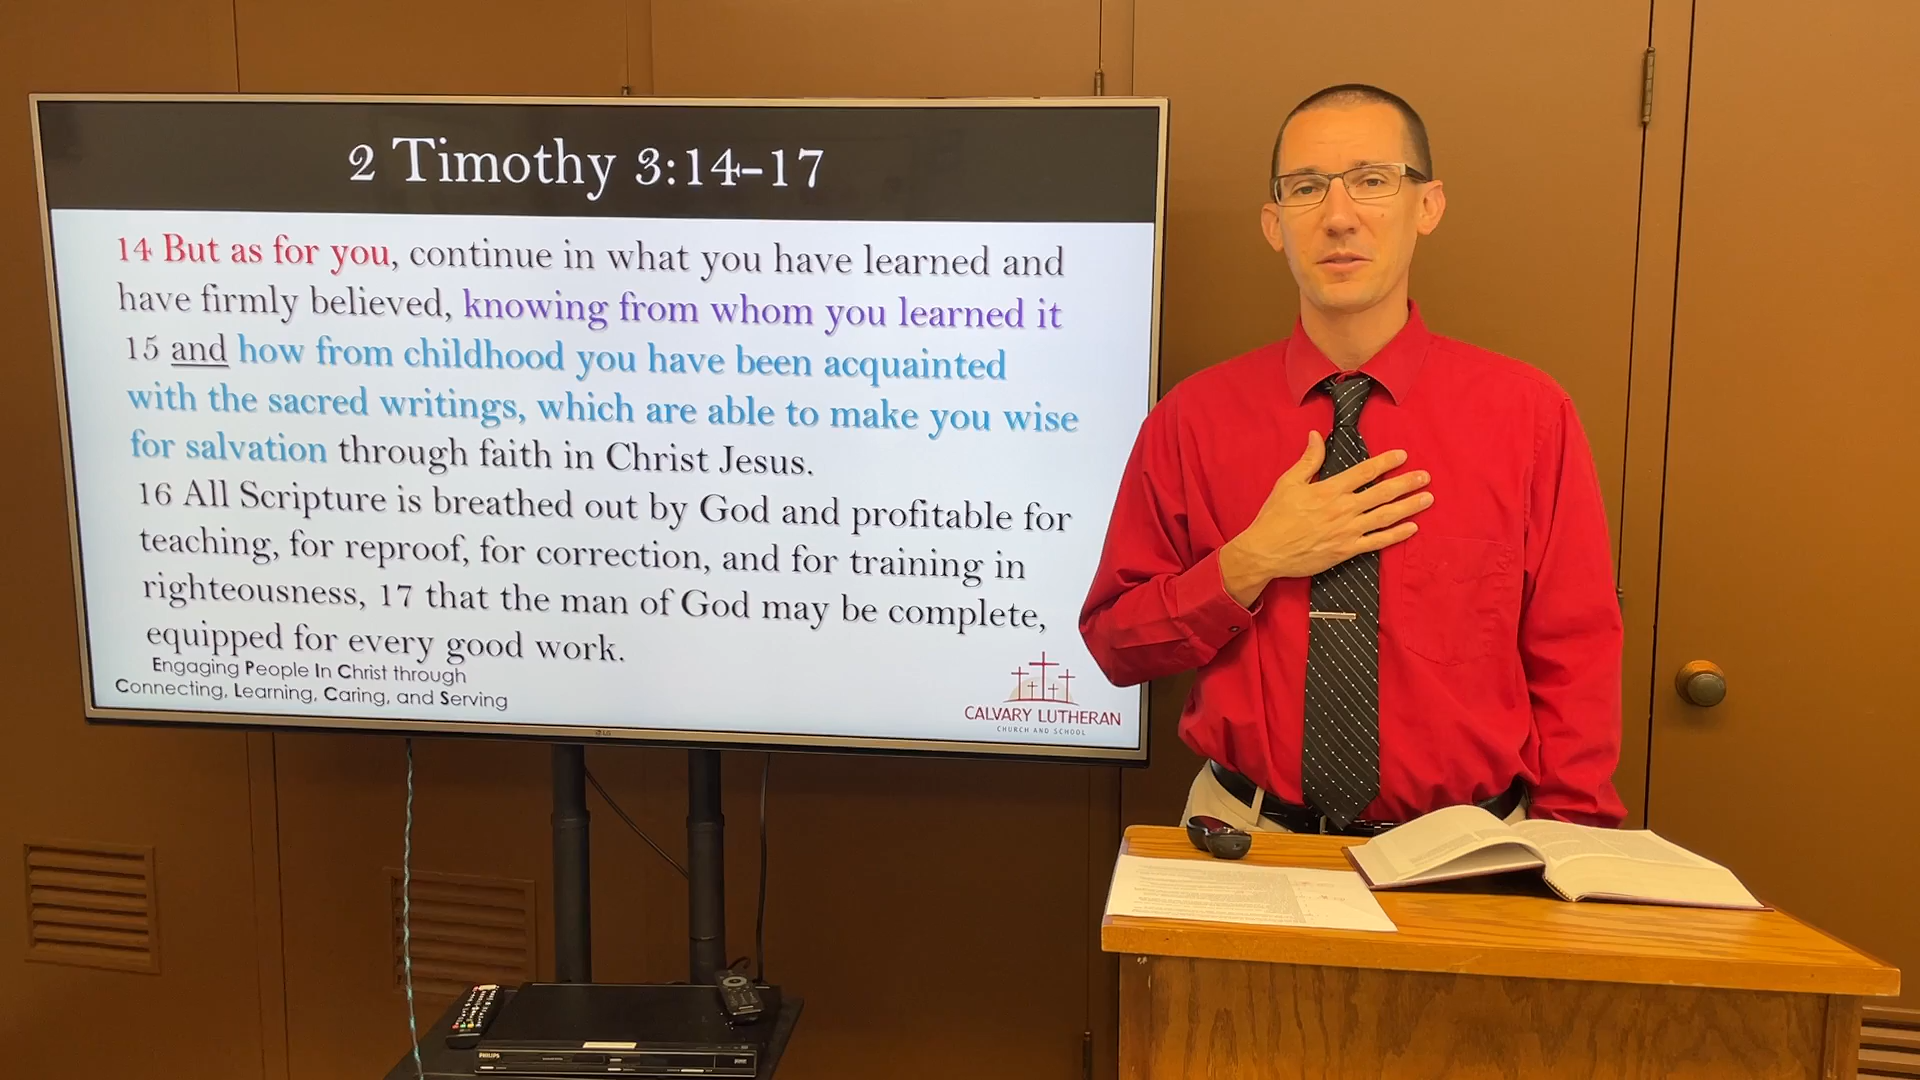 2 Timothy 3:14-17
14 But as for you, continue in what you have learned and
have firmly believed, knowing from whom you learned it
15 and how from childhood you have been acquainted
with the sacred writings, which are able to make you wise
for salvation through faith in Christ Jesus.
16 All Scripture is breathed out by God and profitable for
teaching, for reproof, for correction, and for training in
righteousness, 17 that the man of God may be complete,
equipped for every good work.
Engaging People In Christ through
Connecting, Learning, Caring, and Serving
CALVARY LUTHERAN
CHURCH AND SCHOOL
LG
PHILIPS